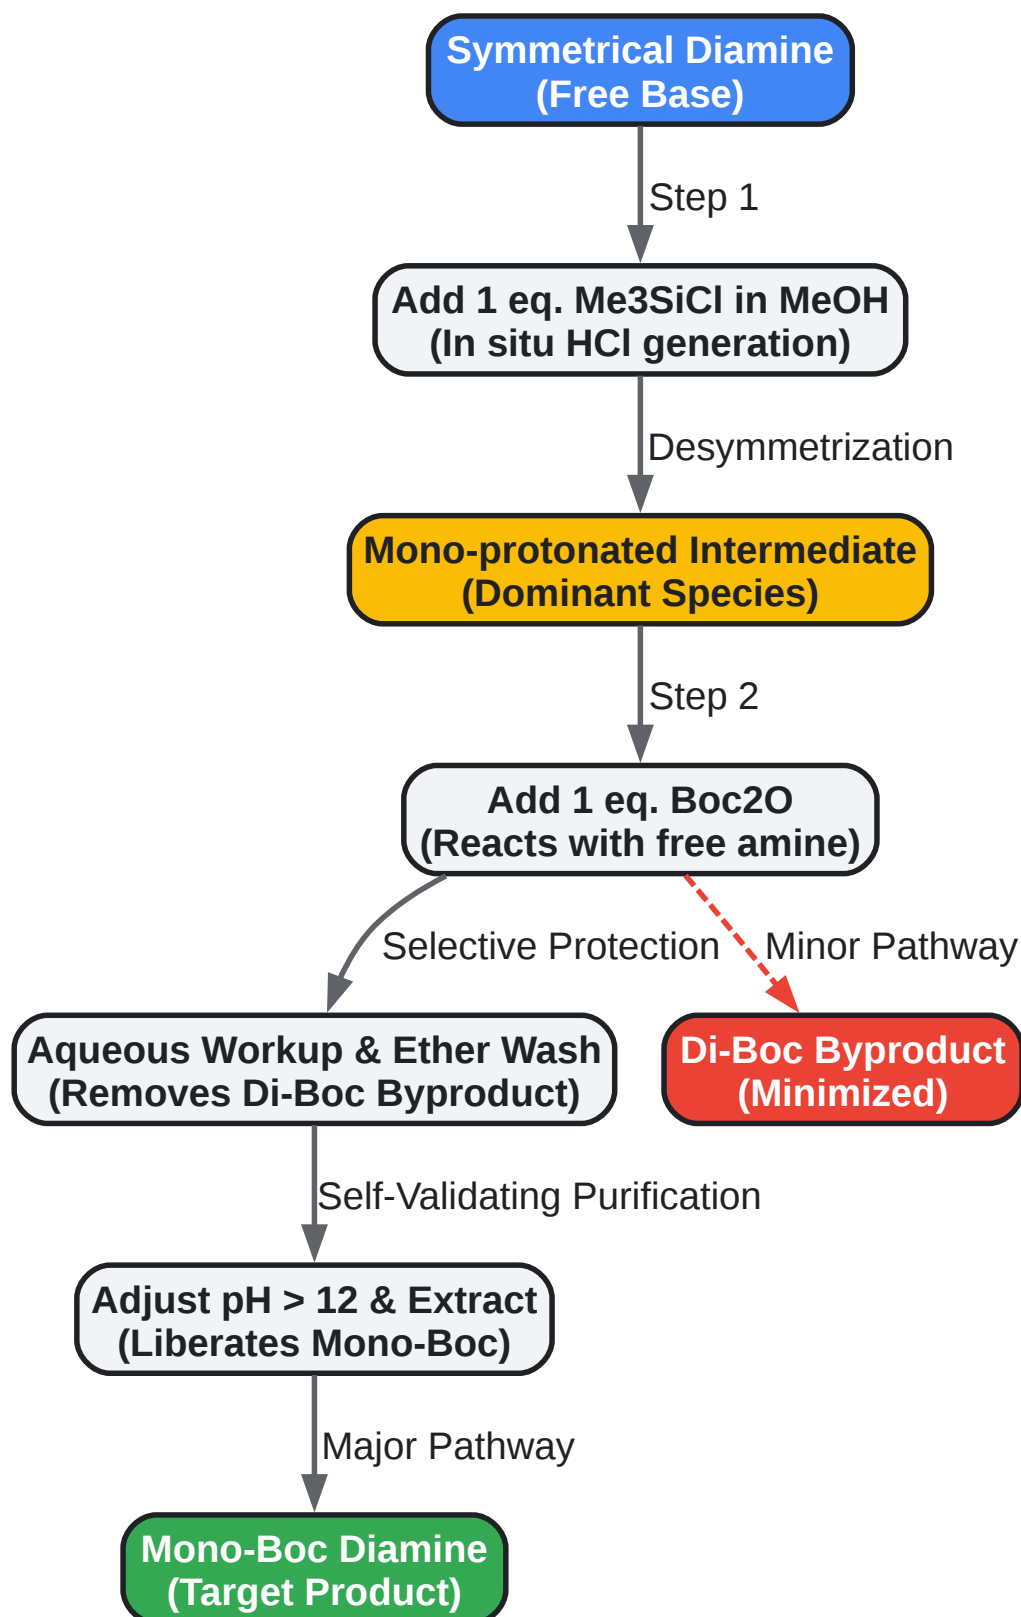 Symmetrical Diamine
(Free Base)
Step 1
Add 1 eq. Me3SiCl in MeOH
(In situ HCl generation)
Desymmetrization
Mono-protonated Intermediate
(Dominant Species)
Step 2
Add 1 eq. Boc2O
(Reacts with free amine)
Selective Protection
Minor Pathway
Aqueous Workup & Ether Wash
(Removes Di-Boc Byproduct)
Di-Boc Byproduct
(Minimized)
Self-Validating Purification
Adjust pH > 12 & Extract
(Liberates Mono-Boc)
Major Pathway
Mono-Boc Diamine
(Target Product)